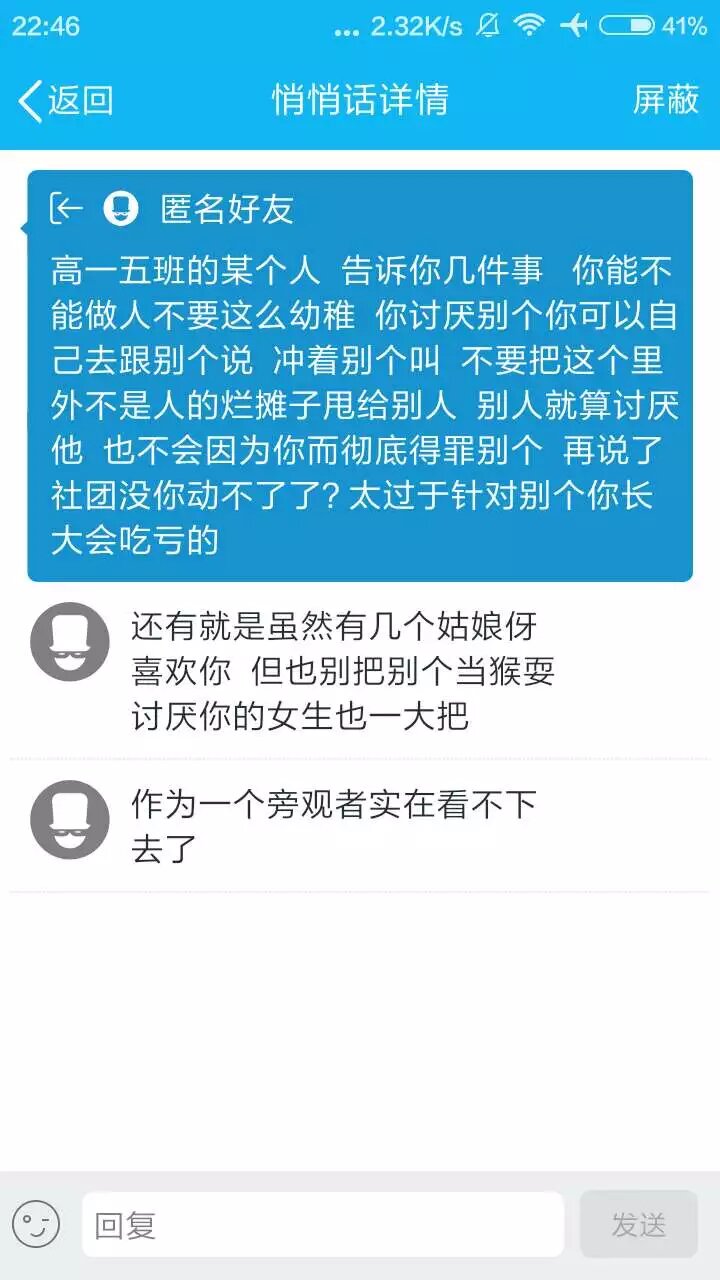 22:46 ... 2.32K/s 41%
返回 悄悄话详情 屏蔽
匿名好友
高一五班的某个人 告诉你几件事 你能不
能做人不要这么幼稚 你讨厌别个你可以自
己去跟别个说 冲着别个叫 不要把这个里
外不是人的烂摊子甩给别人 别人就算讨厌
他 也不会因为你而彻底得罪别个 再说了
社团没你动不了了? 太过于针对别个你长
大会吃亏的
还有就是虽然有几个姑娘伢
喜欢你 但也别把别个当猴耍
讨厌你的女生也一大把
作为一个旁观者实在看不下
去了
回复 发送